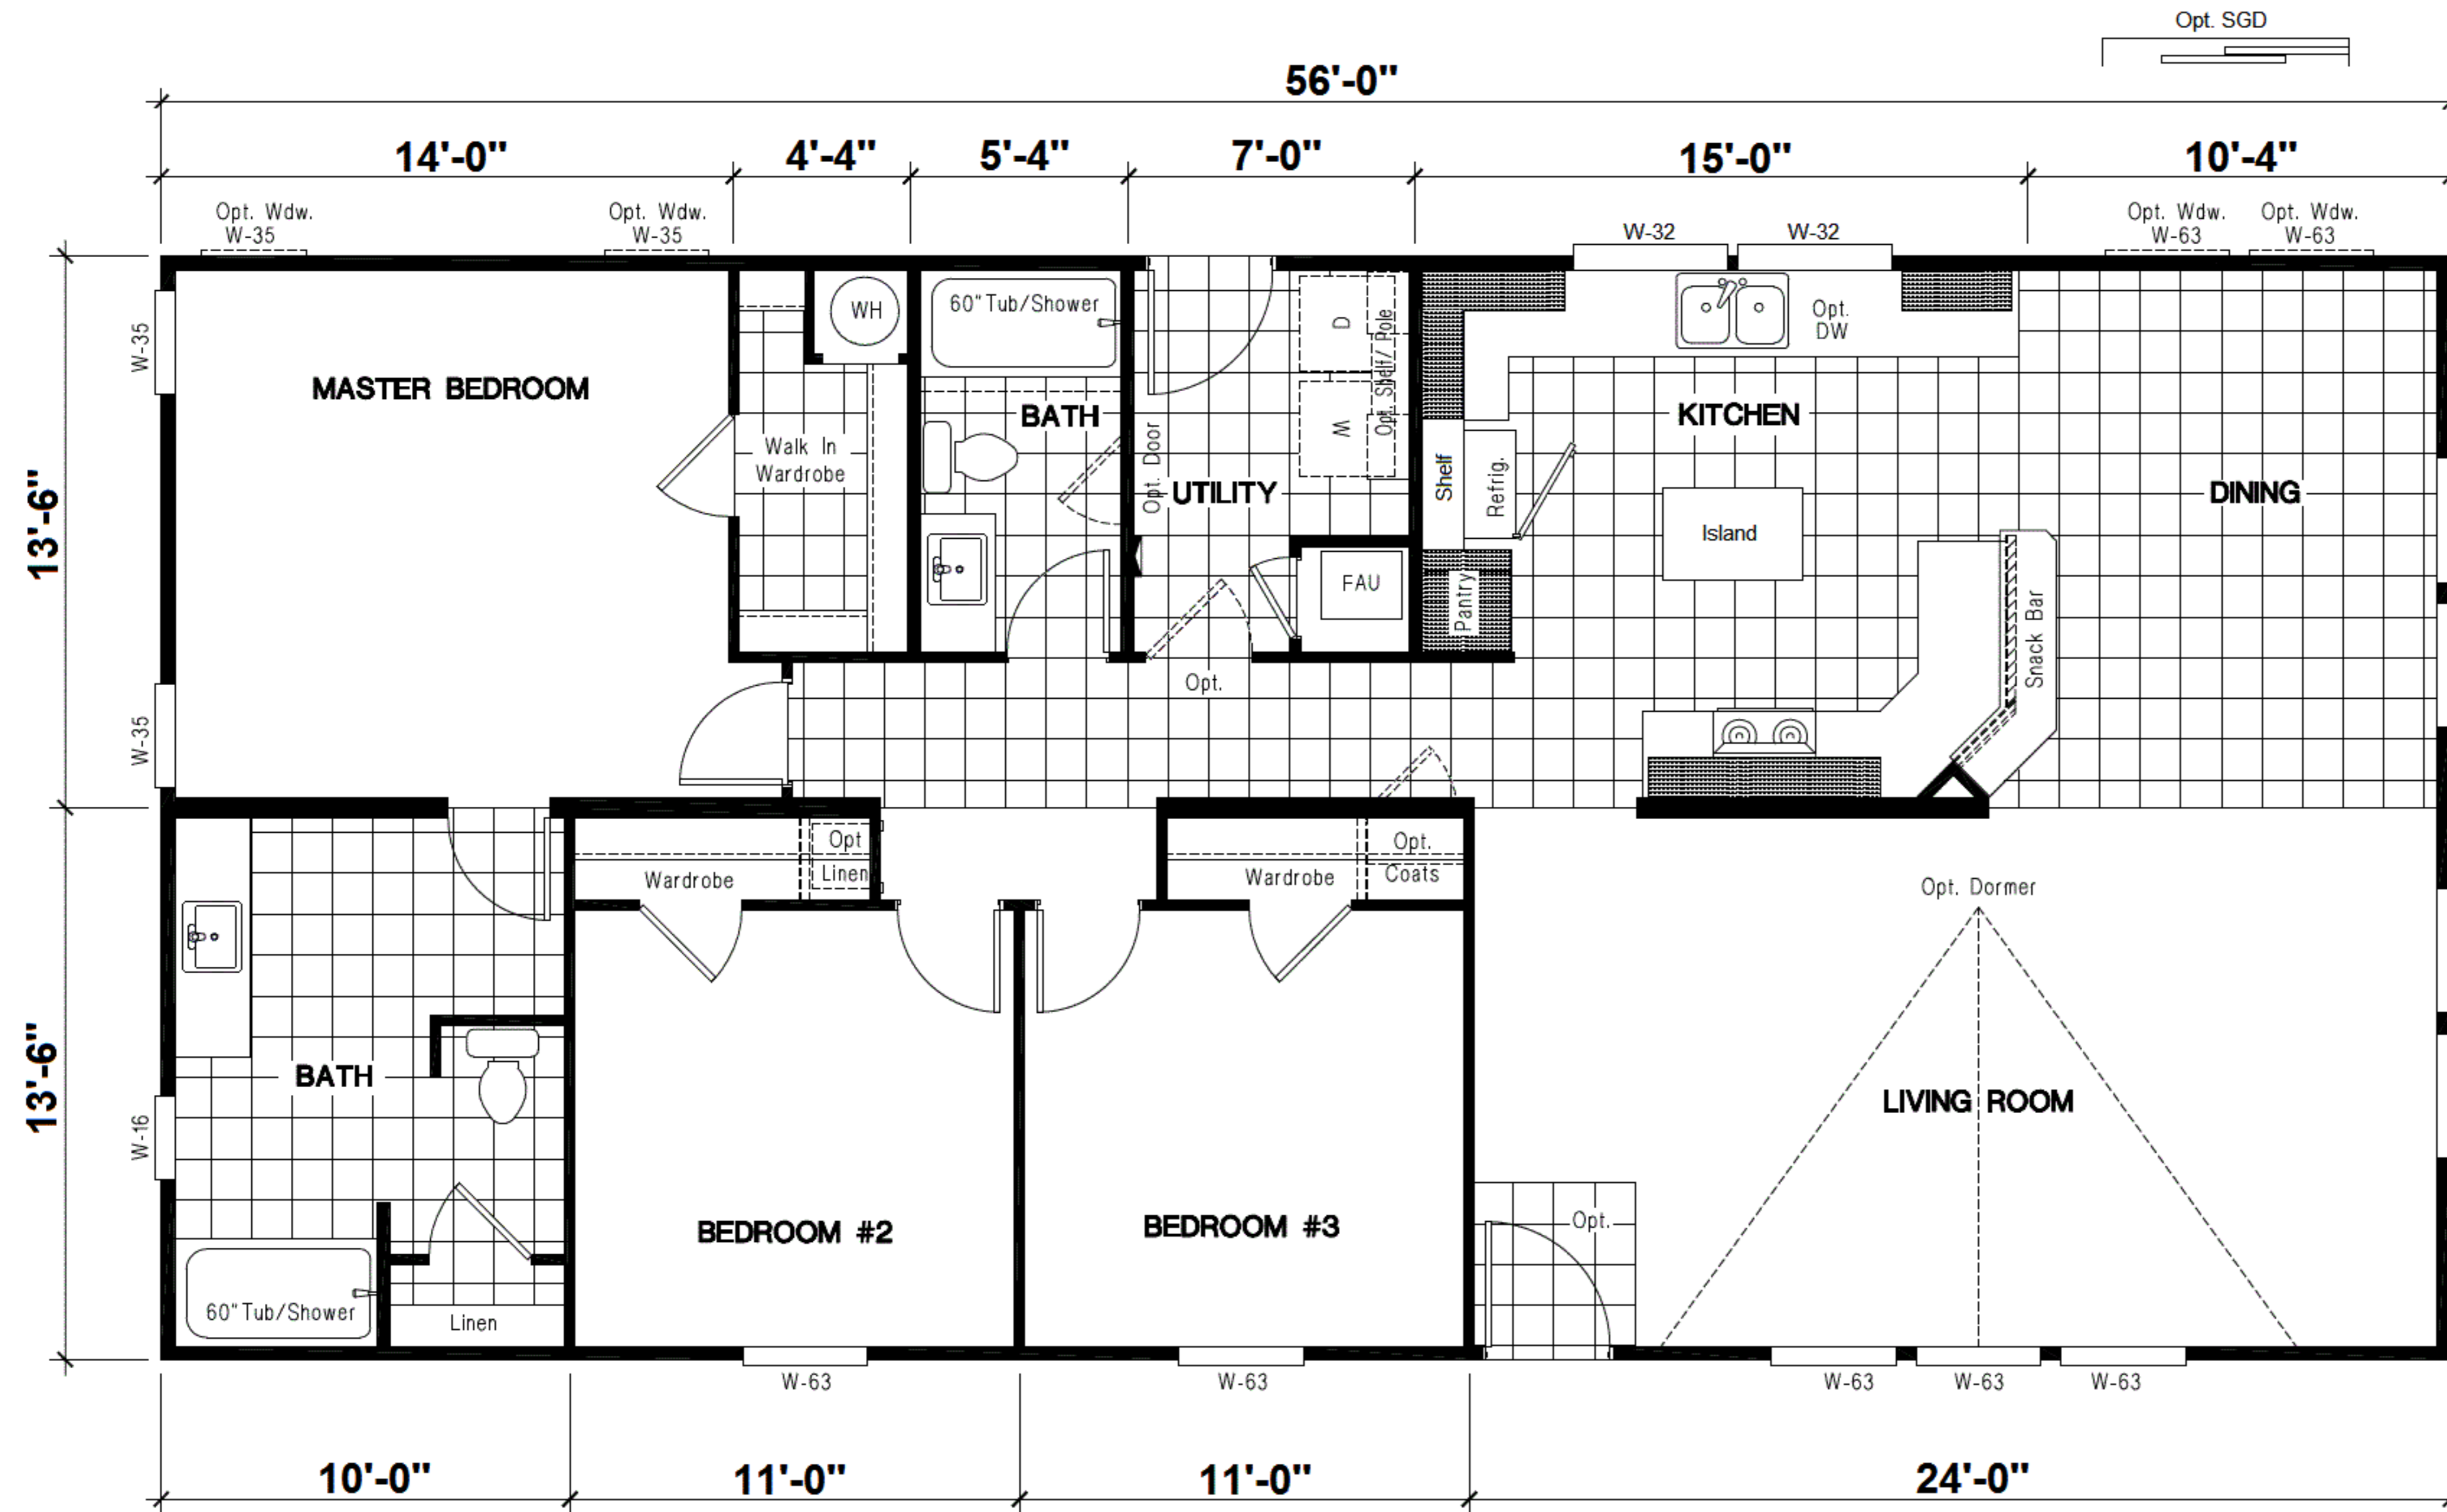 Opt. SGD
56'-0"
14'-0"
4'-4"
5'-4"
7'-0"
15'-0"
10'-4"
Opt. Wdw.
W-35
Opt. Wdw.
W-35
W-32
W-32
Opt. Wdw.
W-63
Opt. Wdw.
W-63
13'-6"
W-35
MASTER BEDROOM
W-35
Walk In
Wardrobe
WH
60" Tub/Shower
BATH
Opt. Door
UTILITY
D
W
Opt. Shelf/ Pole
FAU
Opt.
Shelf
Refrig.
Pantry
KITCHEN
Opt.
DW
Island
Snack Bar
DINING
13'-6"
W-16
BATH
60" Tub/Shower
Linen
Wardrobe
Opt
Linen
BEDROOM #2
Wardrobe
Opt.
Coats
BEDROOM #3
Opt. Dormer
LIVING ROOM
Opt.
W-63
W-63
W-63
W-63
W-63
10'-0"
11'-0"
11'-0"
24'-0"